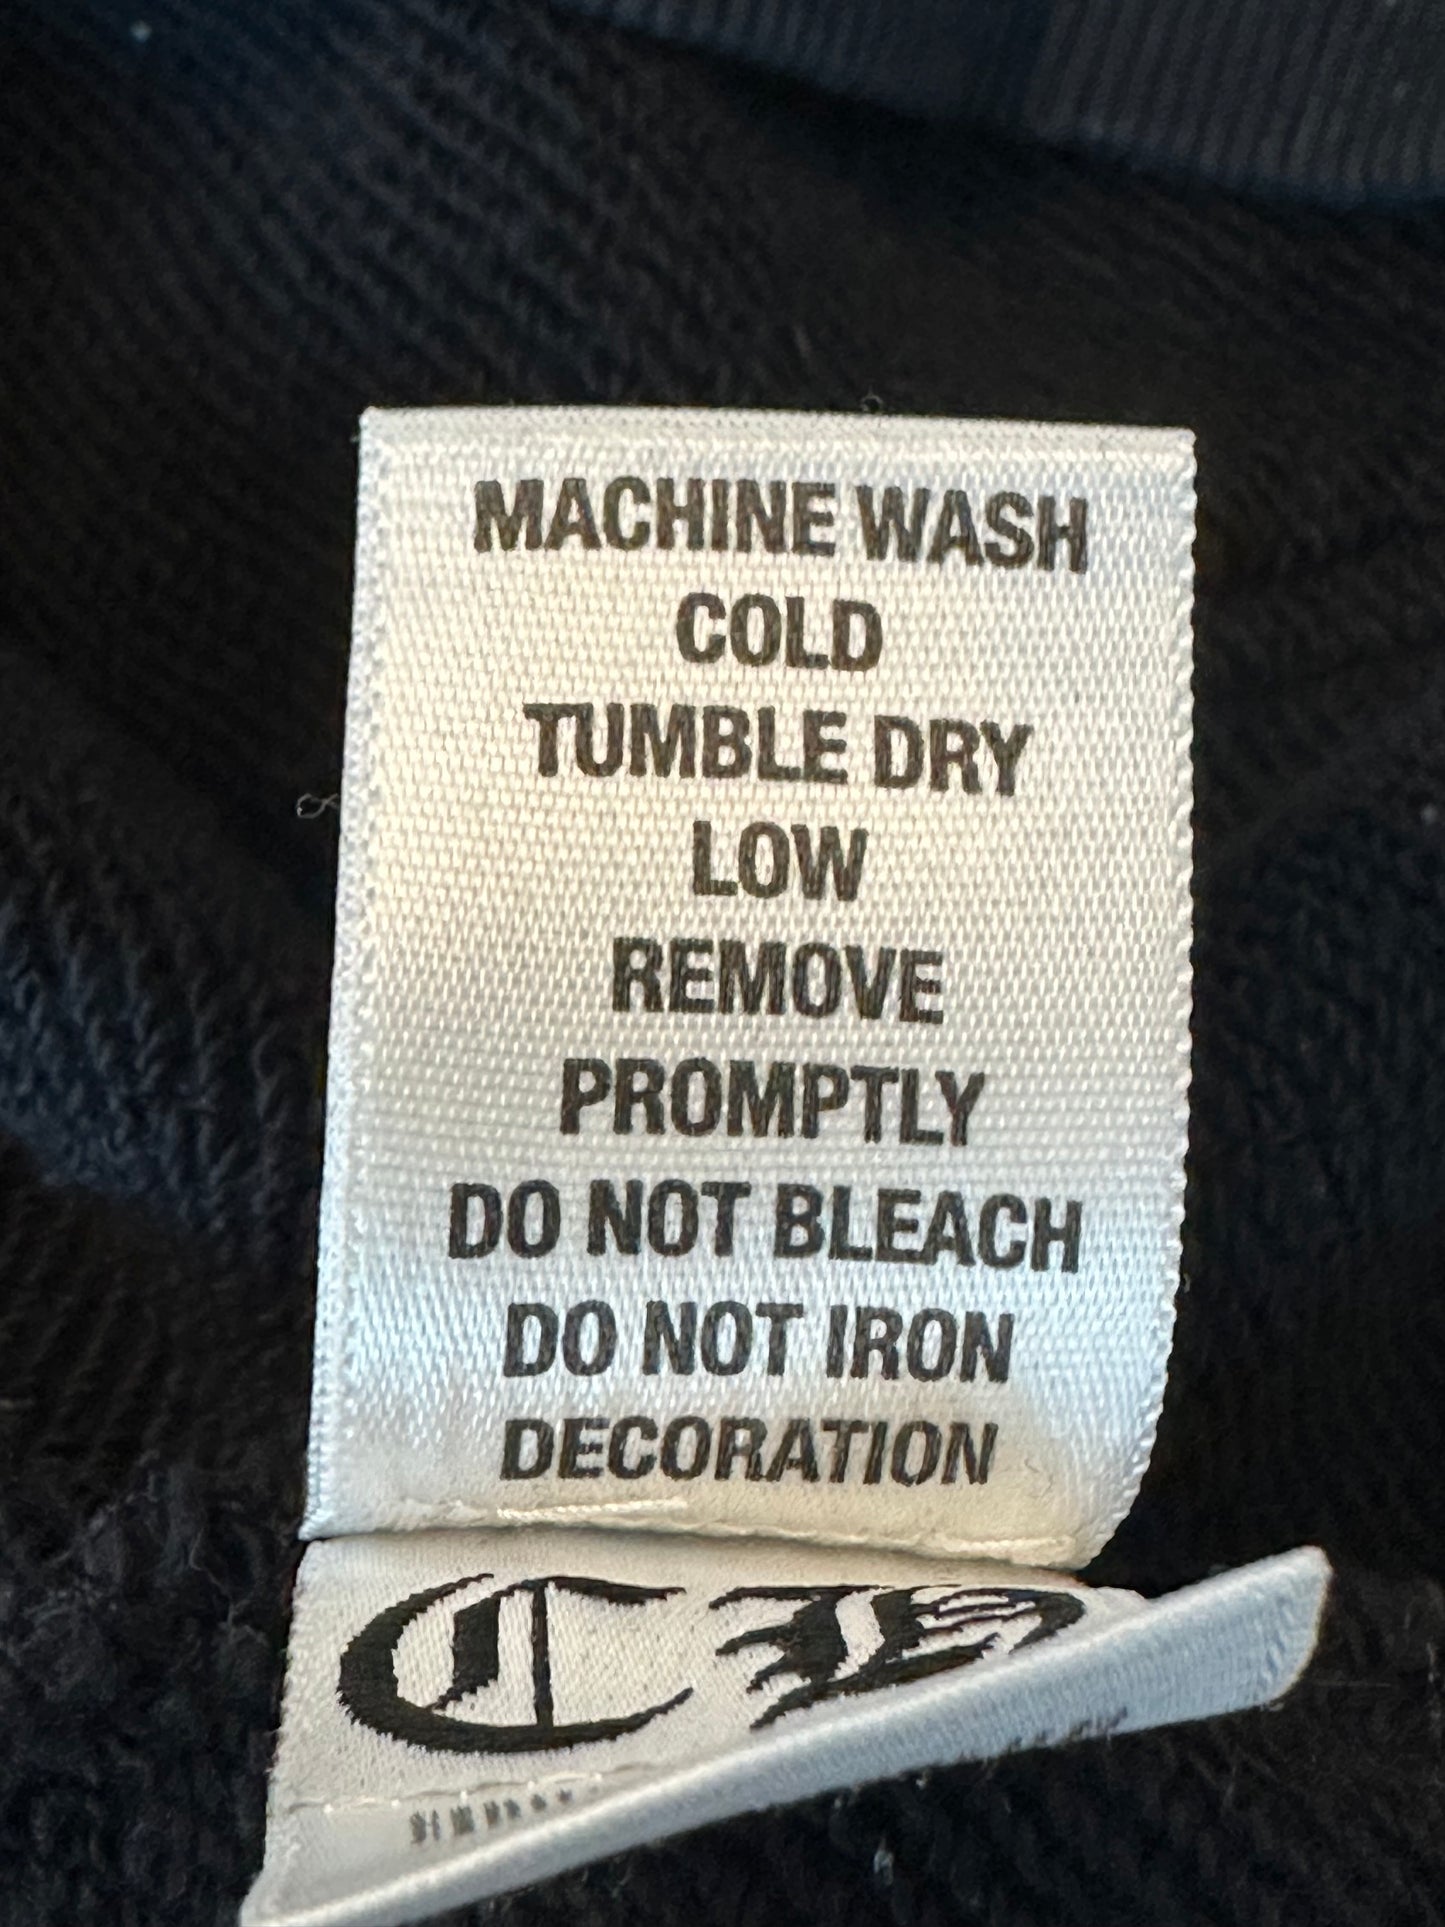 MACHINE WASH
COLD
TUMBLE DRY
LOW
REMOVE
PROMPTLY
DO NOT BLEACH
DO NOT IRON
DECORATION